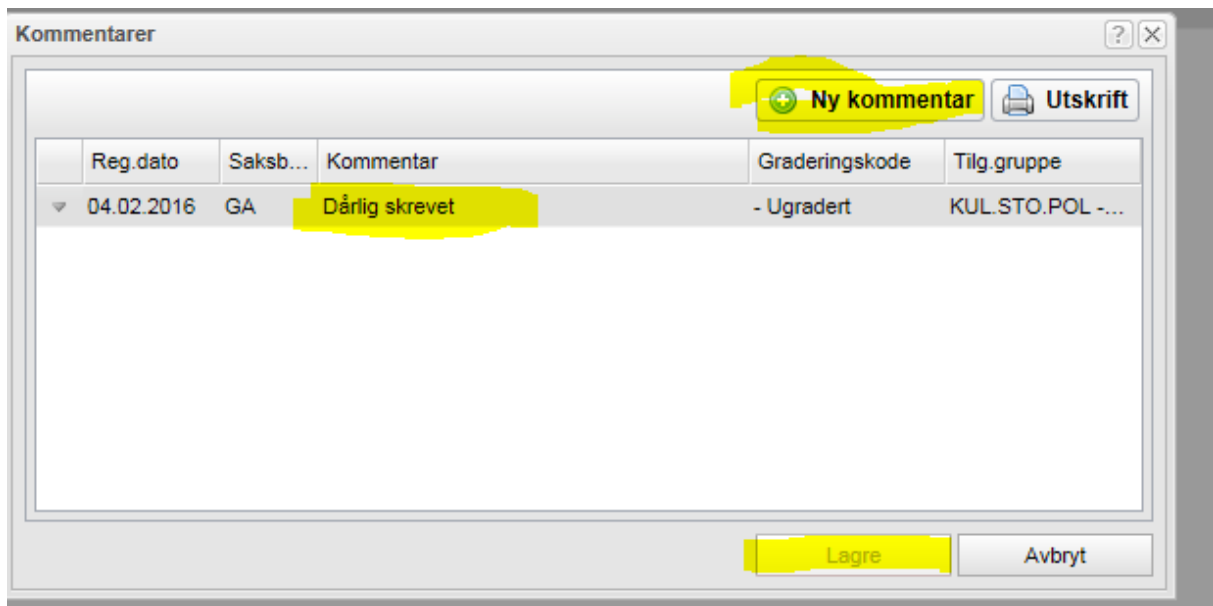 Kommentarer
Ny kommentar Utskrift
Reg.dato Saksb... Kommentar Graderingskode Tilg.gruppe
04.02.2016 GA Dårlig skrevet - Ugradert KUL.STO.POL -...
Lagre Avbryt